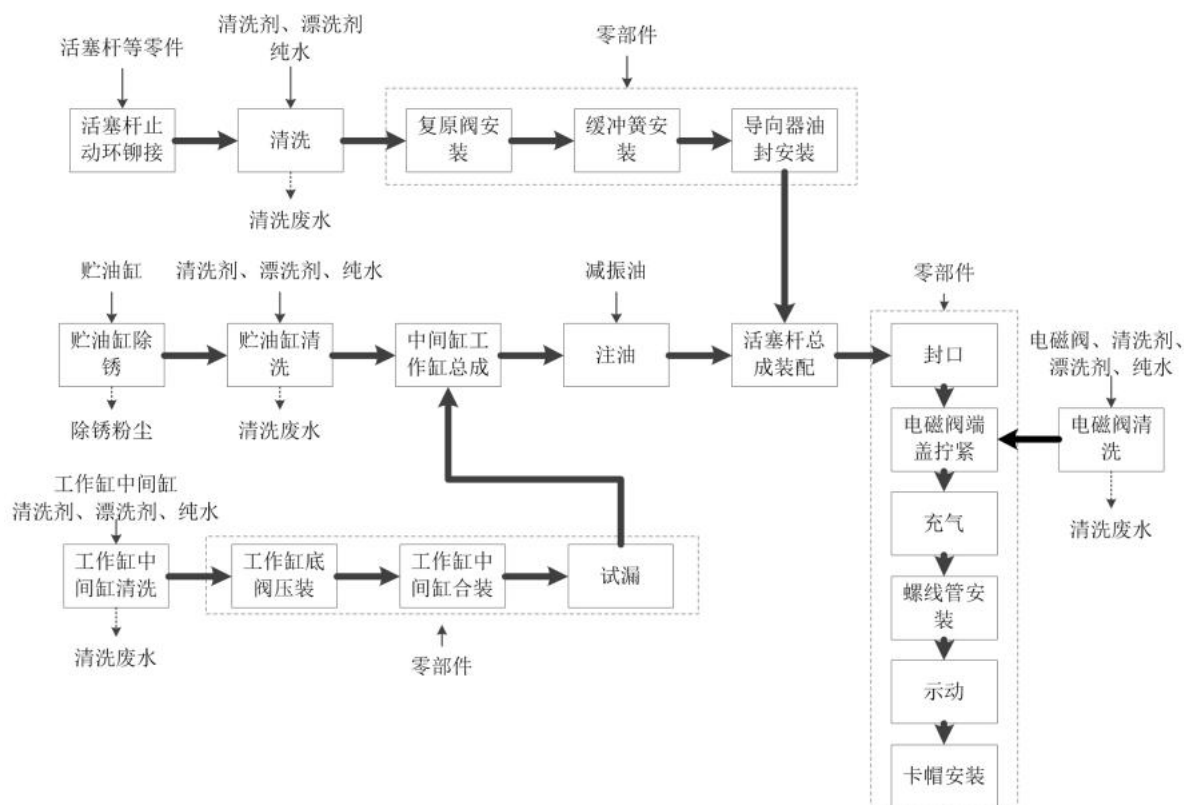 活塞杆等零件
清洗剂、漂洗剂
纯水
零部件
活塞杆止
动环铆接
清洗
复原阀安
装
缓冲簧安
装
导向器油
封安装
清洗废水
贮油缸
清洗剂、漂洗剂、纯水
减振油
零部件
贮油缸除
锈
贮油缸清
洗
中间缸工
作缸总成
注油
活塞杆总
成装配
封口
电磁阀、清洗剂、
漂洗剂、纯水
除锈粉尘
清洗废水
电磁阀端
盖拧紧
电磁阀清
洗
工作缸中间缸
清洗剂、漂洗剂、纯水
充气
清洗废水
工作缸中
间缸清洗
工作缸底
阀压装
工作缸中
间缸合装
试漏
螺线管安
装
清洗废水
零部件
示动
卡帽安装